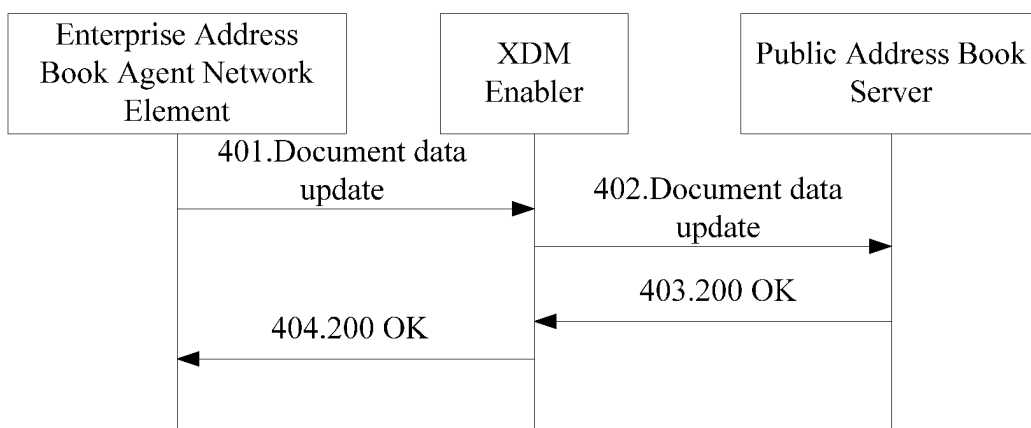 Enterprise Address
Book Agent Network
Element
XDM
Enabler
Public Address Book
Server
401.Document data
update
402.Document data
update
403.200 OK
404.200 OK